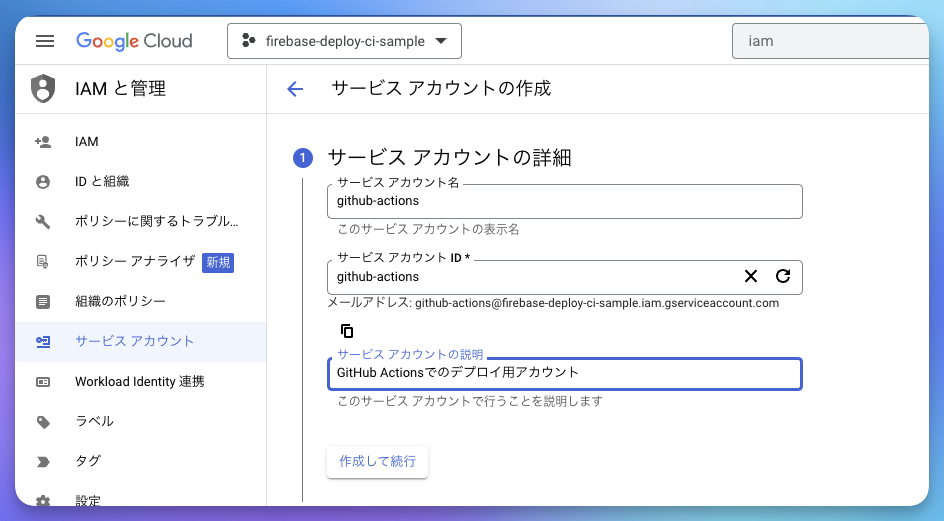 Google Cloud
firebase-deploy-ci-sample
iam
IAM と管理
サービス アカウントの作成
IAM
ID と組織
ポリシーに関するトラブル...
ポリシー アナライザ 新規
組織のポリシー
サービス アカウント
Workload Identity 連携
ラベル
タグ
設定
1 サービス アカウントの詳細
サービス アカウント名
github-actions
このサービス アカウントの表示名
サービス アカウント ID *
github-actions
メールアドレス: github-actions@firebase-deploy-ci-sample.iam.gserviceaccount.com
サービス アカウントの説明
GitHub Actionsでのデプロイ用アカウント
このサービス アカウントで行うことを説明します
作成して続行